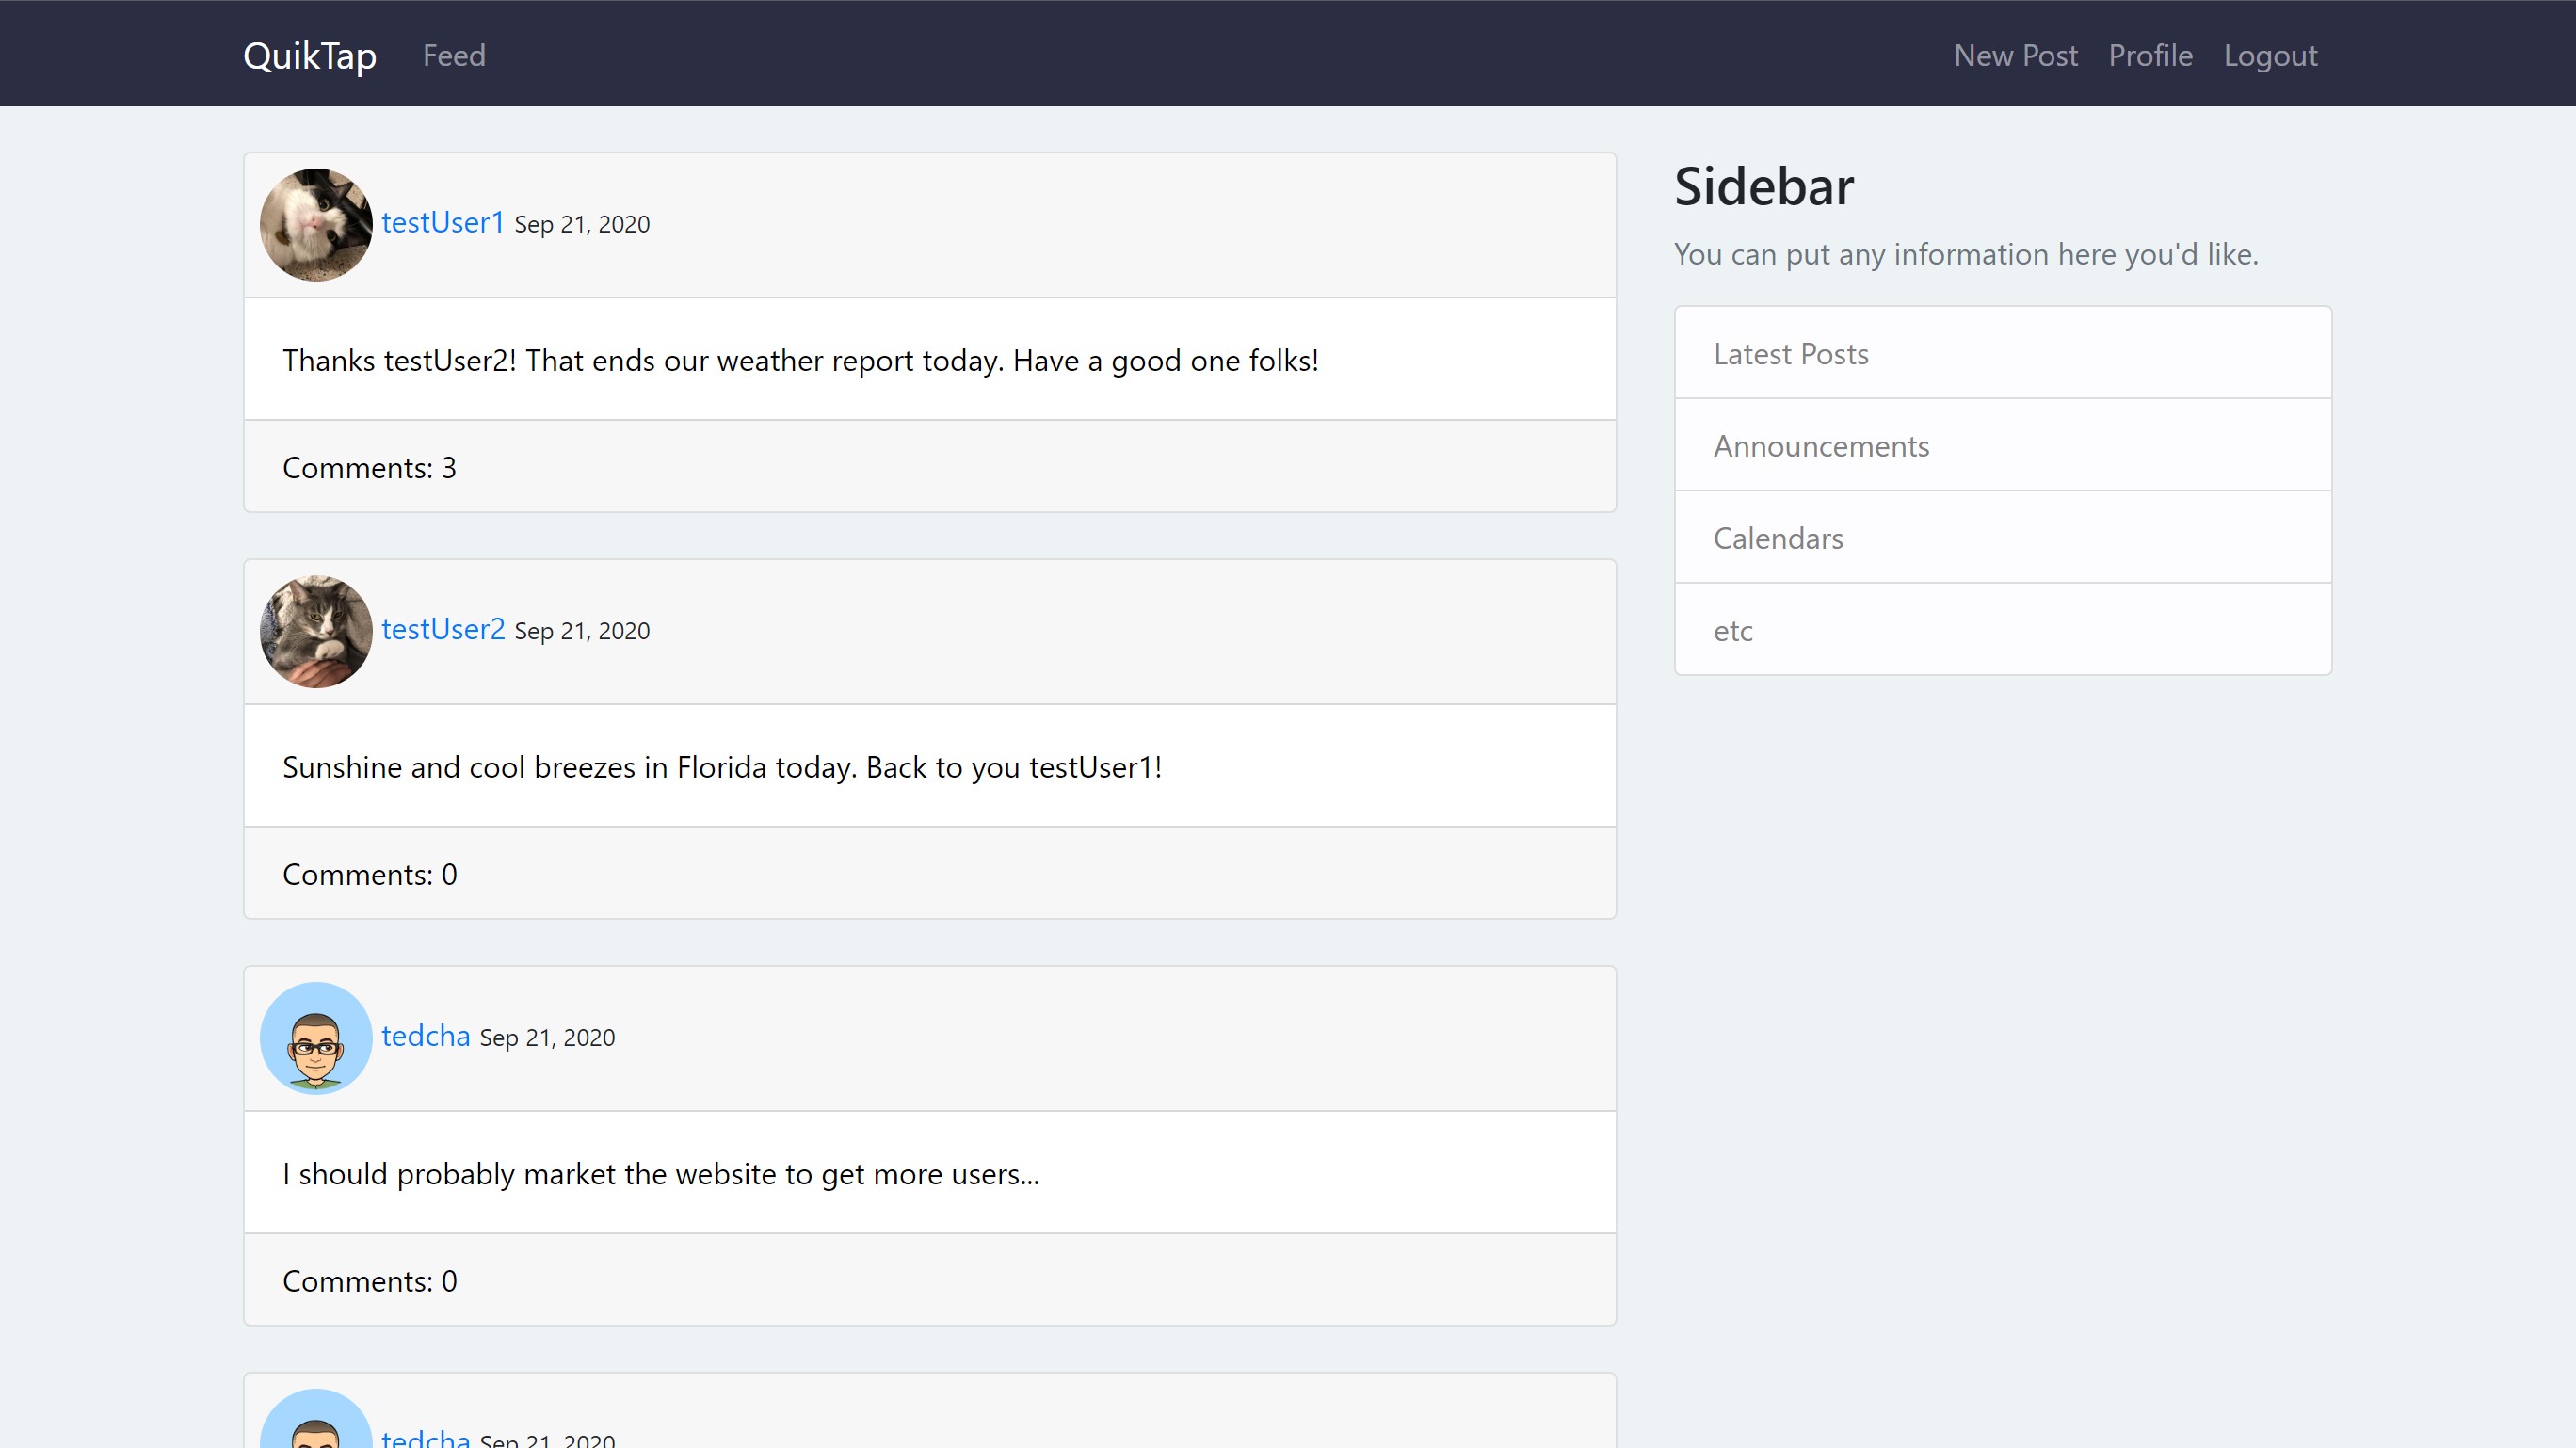 QuikTap Feed New Post Profile Logout
testUser1 Sep 21, 2020
Thanks testUser2! That ends our weather report today. Have a good one folks!
Comments: 3
testUser2 Sep 21, 2020
Sunshine and cool breezes in Florida today. Back to you testUser1!
Comments: 0
tedcha Sep 21, 2020
I should probably market the website to get more users...
Comments: 0
tedcha Sep 21, 2020
Sidebar
You can put any information here you'd like.
Latest Posts
Announcements
Calendars
etc